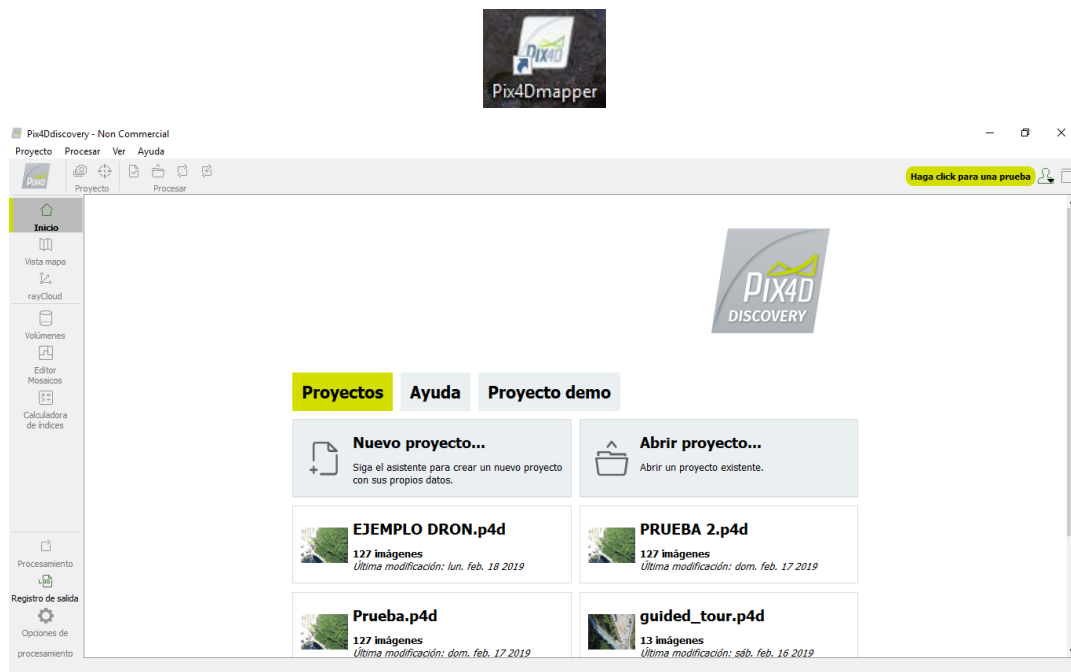 PIX4D
Pix4Dmapper
Pix4Ddiscovery - Non Commercial
Proyecto Procesar Ver Ayuda
PIX4D
Proyecto
Procesar
Haga click para una prueba
Inicio
Vista mapa
rayCloud
Volúmenes
Editor
Mosaicos
Calculadora
de índices
Procesamiento
LOG
Registro de salida
Opciones de
procesamiento
PIX4D
DISCOVERY
Proyectos Ayuda Proyecto demo
Nuevo proyecto...
Siga el asistente para crear un nuevo proyecto
con sus propios datos.
Abrir proyecto...
Abrir un proyecto existente.
EJEMPLO DRON.p4d
127 imágenes
Última modificación: lun. feb. 18 2019
PRUEBA 2.p4d
127 imágenes
Última modificación: dom. feb. 17 2019
Prueba.p4d
127 imágenes
Última modificación: dom. feb. 17 2019
guided_tour.p4d
13 imágenes
Última modificación: sáb. feb. 16 2019